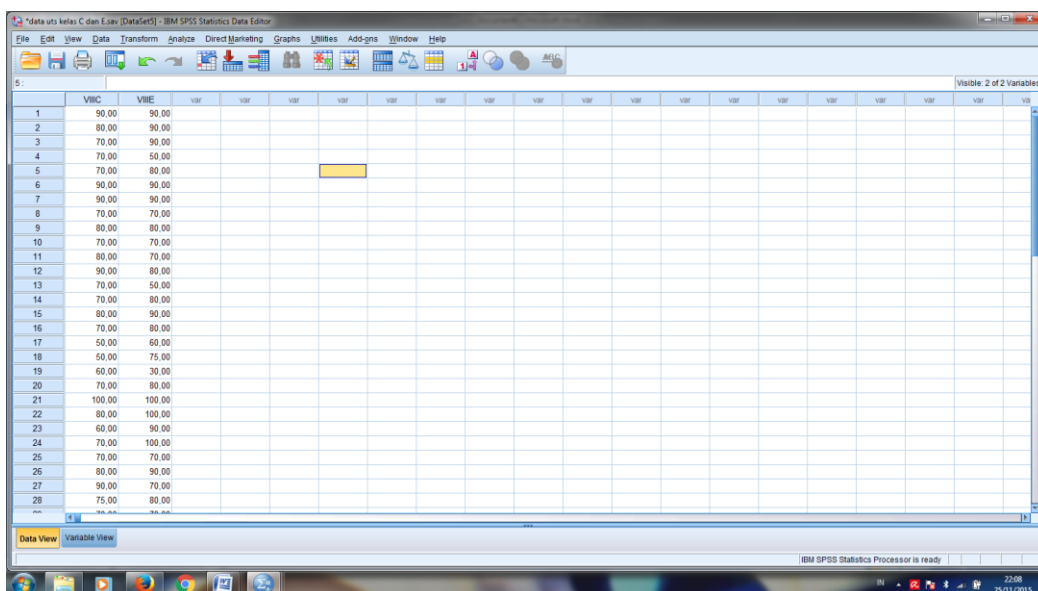 *data uts kelas C dan E.sav [DataSet5] - IBM SPSS Statistics Data Editor
File Edit View Data Transform Analyze Direct Marketing Graphs Utilities Add-ons Window Help
5 : Visible: 2 of 2 Variables
VIIIC VIIIE var var var var var var var var var var var var var var var var var va
1 90,00 90,00
2 80,00 90,00
3 70,00 90,00
4 70,00 50,00
5 70,00 80,00
6 90,00 90,00
7 90,00 90,00
8 70,00 70,00
9 80,00 80,00
10 70,00 70,00
11 80,00 70,00
12 90,00 80,00
13 70,00 50,00
14 70,00 80,00
15 80,00 90,00
16 70,00 80,00
17 50,00 60,00
18 50,00 75,00
19 60,00 30,00
20 70,00 80,00
21 100,00 100,00
22 80,00 100,00
23 60,00 90,00
24 70,00 100,00
25 70,00 70,00
26 80,00 90,00
27 90,00 70,00
28 75,00 80,00
Data View Variable View
IBM SPSS Statistics Processor is ready
IN 22:08
25/11/2015